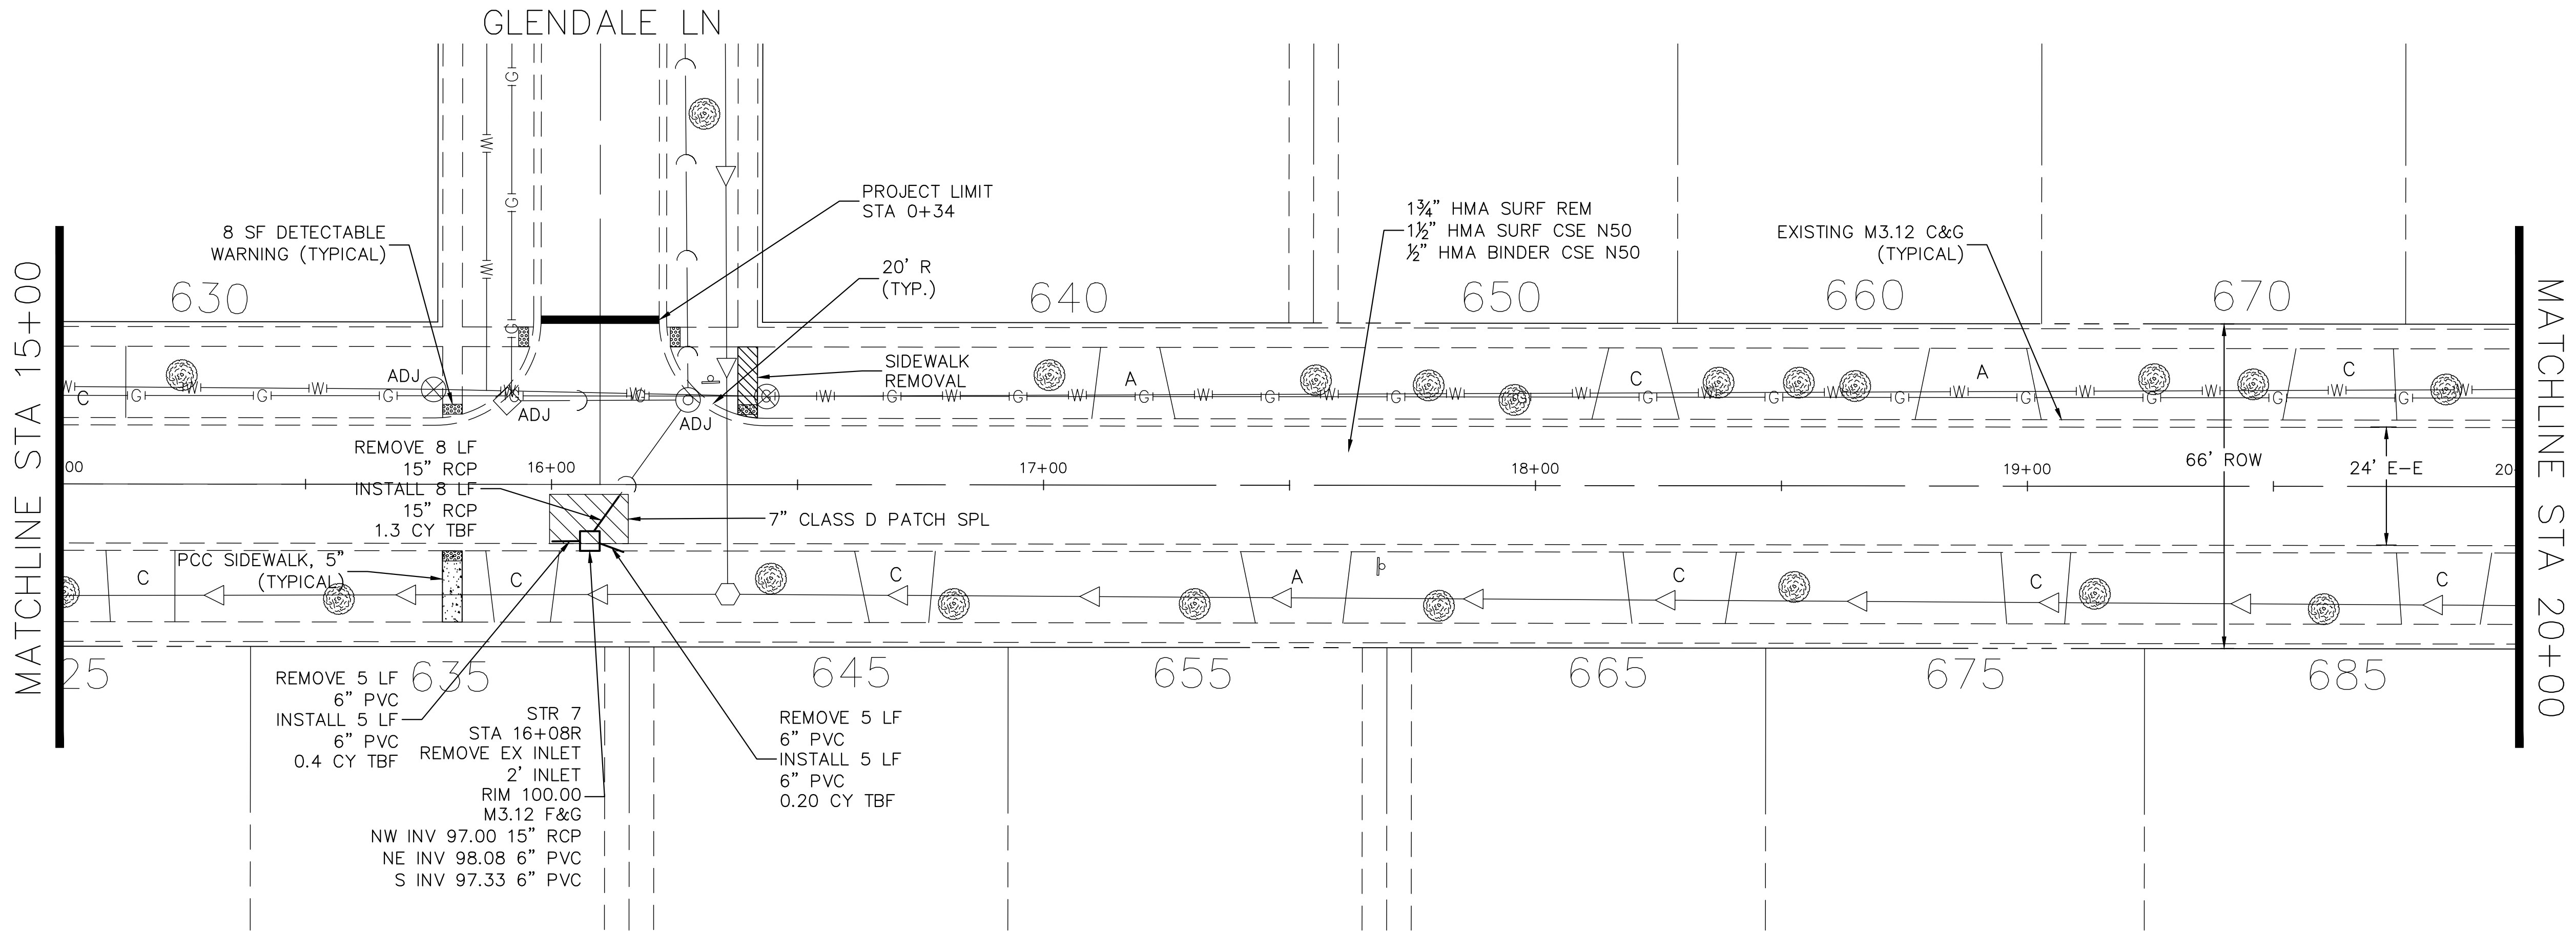 GLENDALE LN
PROJECT LIMIT
STA 0+34
8 SF DETECTABLE
WARNING (TYPICAL)
20' R
(TYP.)
1¾" HMA SURF REM
1½" HMA SURF CSE N50
½" HMA BINDER CSE N50
EXISTING M3.12 C&G
(TYPICAL)
MATCHLINE STA 15+00
MATCHLINE STA 20+00
630
640
650
660
670
SIDEWALK
REMOVAL
ADJ
ADJ
ADJ
C
A
C
A
C
W W W W W W W W W W W W W W W W W W W W
G G G G G G G G G G G G G G G G G G G G
REMOVE 8 LF
15" RCP
INSTALL 8 LF
15" RCP
1.3 CY TBF
00
16+00
17+00
18+00
19+00
20
66' ROW
24' E-E
7" CLASS D PATCH SPL
PCC SIDEWALK, 5"
(TYPICAL)
C
C
C
A
C
C
C
25
635
645
655
665
675
685
REMOVE 5 LF
6" PVC
INSTALL 5 LF
6" PVC
0.4 CY TBF
STR 7
STA 16+08R
REMOVE EX INLET
2' INLET
RIM 100.00
M3.12 F&G
NW INV 97.00 15" RCP
NE INV 98.08 6" PVC
S INV 97.33 6" PVC
REMOVE 5 LF
6" PVC
INSTALL 5 LF
6" PVC
0.20 CY TBF